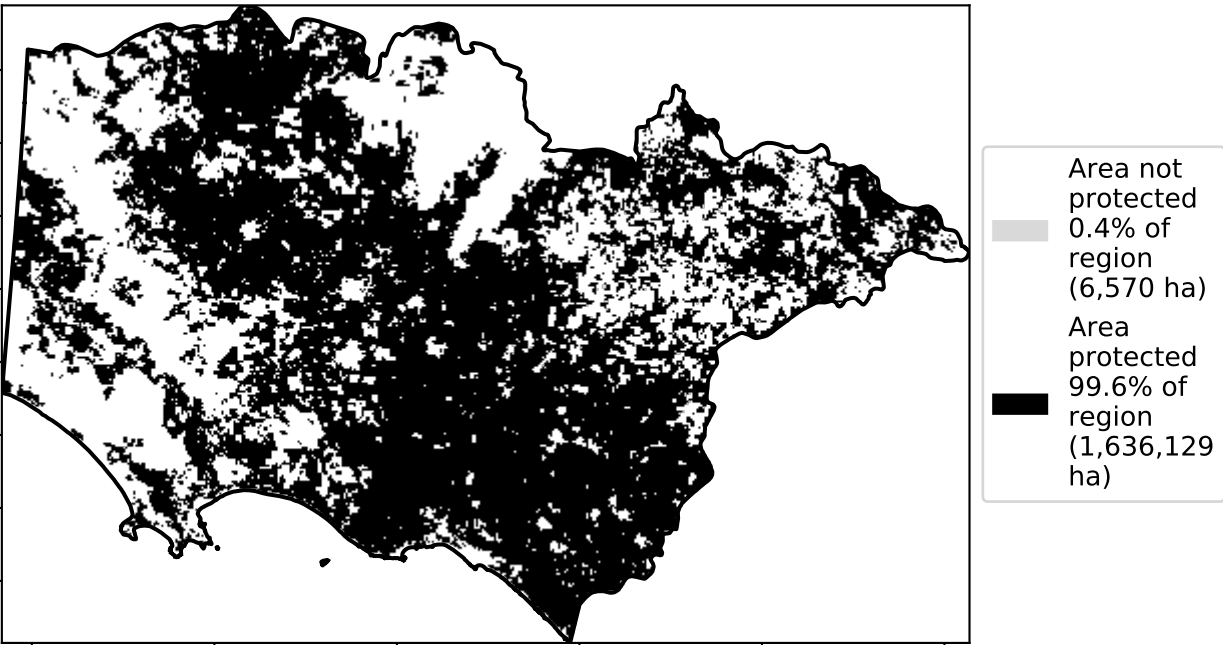 Area not
protected
0.4% of
region
(6,570 ha)
Area
protected
99.6% of
region
(1,636,129
ha)